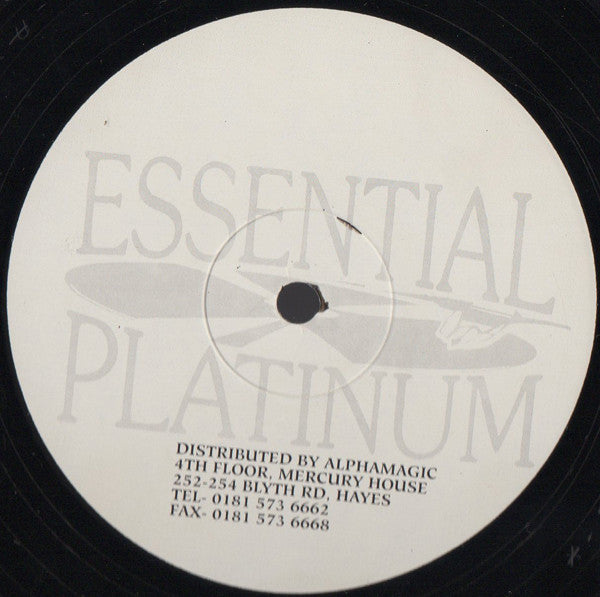 ESSENTIAL
PLATINUM
DISTRIBUTED BY ALPHAMAGIC
4TH FLOOR, MERCURY HOUSE
252-254 BLYTH RD, HAYES
TEL- 0181 573 6662
FAX- 0181 573 6668